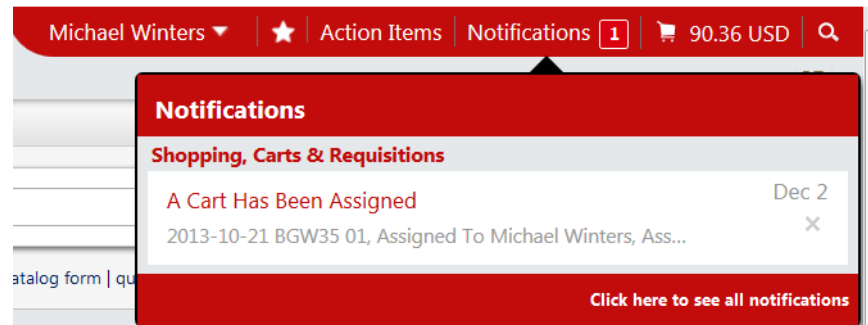 Michael Winters Action Items Notifications 1 90.36 USD
Notifications
Shopping, Carts & Requisitions
A Cart Has Been Assigned Dec 2
2013-10-21 BGW35 01, Assigned To Michael Winters, Ass...
atalog form | qu
Click here to see all notifications